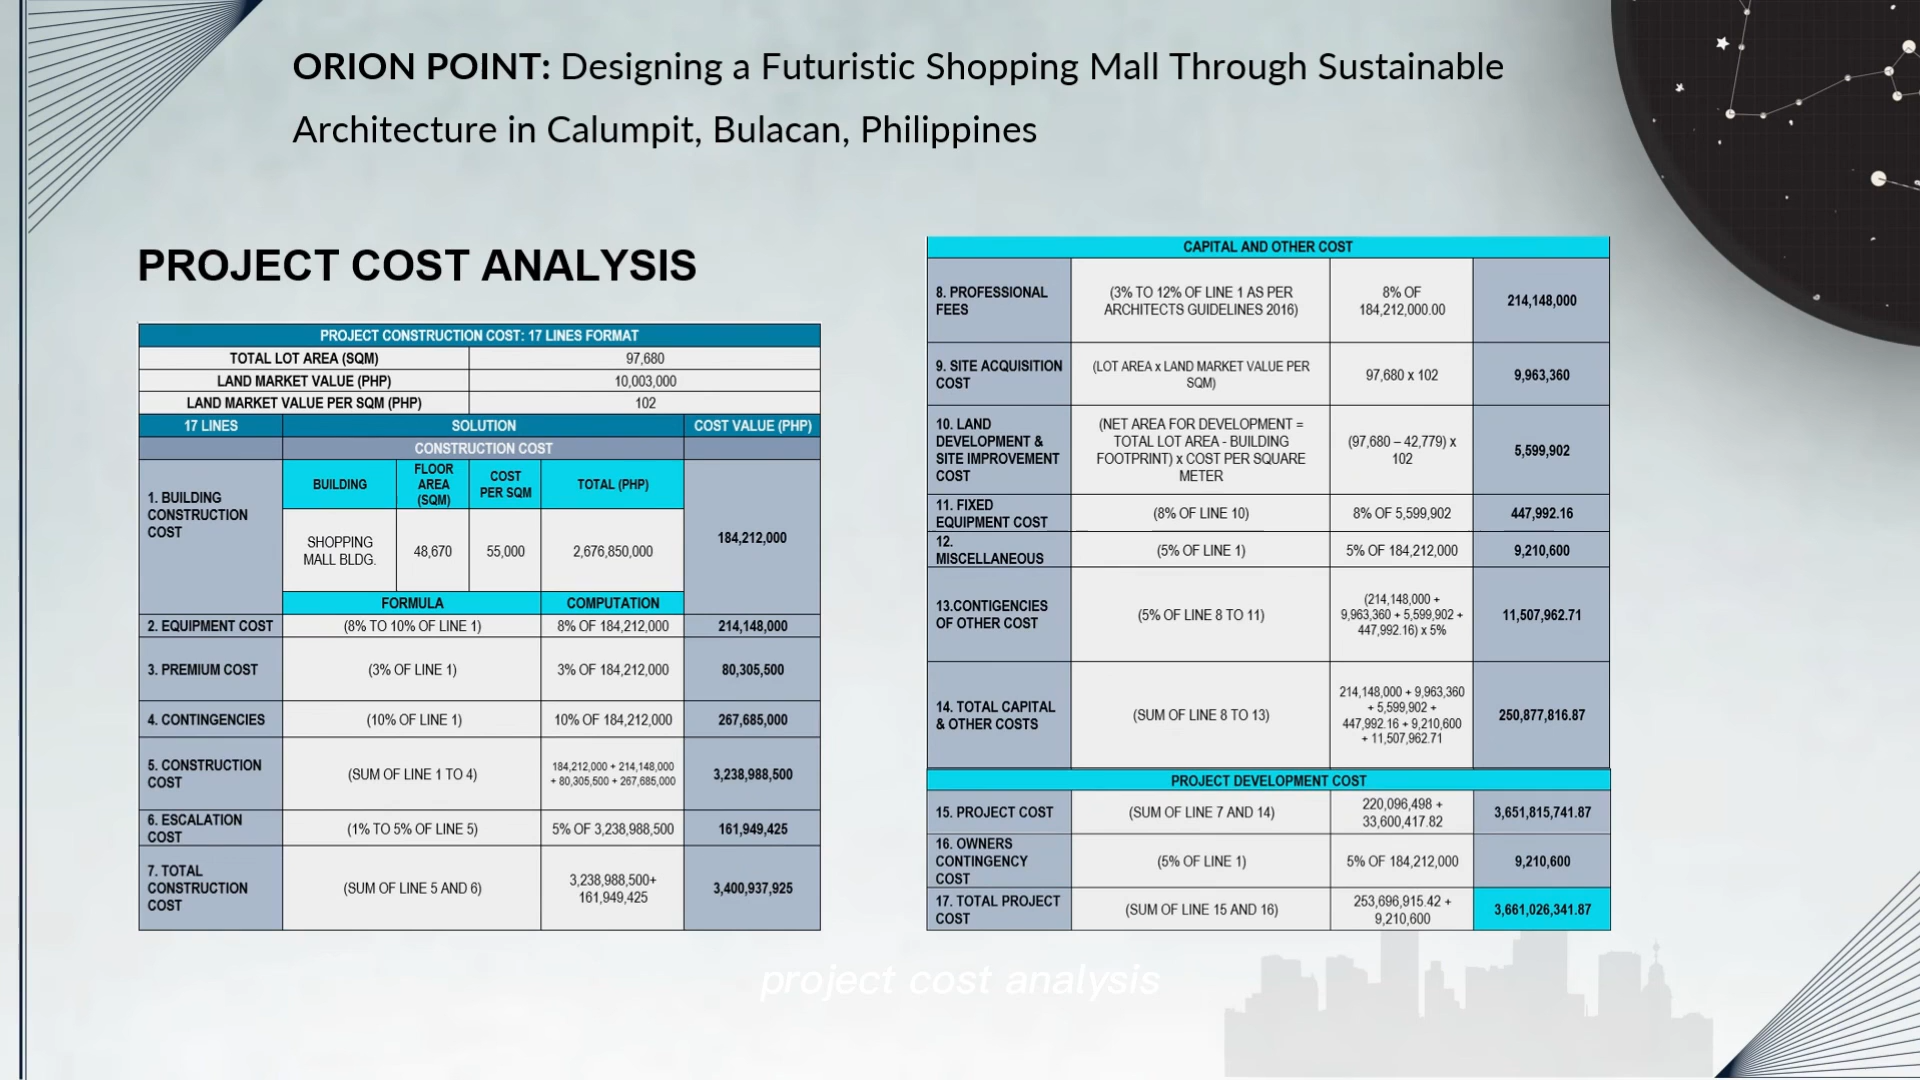 ORION POINT: Designing a Futuristic Shopping Mall Through Sustainable
Architecture in Calumpit, Bulacan, Philippines
PROJECT COST ANALYSIS
PROJECT CONSTRUCTION COST: 17 LINES FORMAT
TOTAL LOT AREA (SQM) 97,680
LAND MARKET VALUE (PHP) 10,003,000
LAND MARKET VALUE PER SQM (PHP) 102
17 LINES SOLUTION COST VALUE (PHP)
CONSTRUCTION COST
1. BUILDING
CONSTRUCTION
COST
BUILDING
FLOOR
AREA
(SQM)
COST
PER SQM
TOTAL (PHP)
SHOPPING
MALL BLDG.
48,670
55,000
2,676,850,000
184,212,000
FORMULA COMPUTATION
2. EQUIPMENT COST (8% TO 10% OF LINE 1) 8% OF 184,212,000 214,148,000
3. PREMIUM COST (3% OF LINE 1) 3% OF 184,212,000 80,305,500
4. CONTINGENCIES (10% OF LINE 1) 10% OF 184,212,000 267,685,000
5. CONSTRUCTION
COST
(SUM OF LINE 1 TO 4)
184,212,000 + 214,148,000
+ 80,305,500 + 267,685,000
3,238,988,500
6. ESCALATION
COST
(1% TO 5% OF LINE 5)
5% OF 3,238,988,500
161,949,425
7. TOTAL
CONSTRUCTION
COST
(SUM OF LINE 5 AND 6)
3,238,988,500+
161,949,425
3,400,937,925
CAPITAL AND OTHER COST
8. PROFESSIONAL
FEES
(3% TO 12% OF LINE 1 AS PER
ARCHITECTS GUIDELINES 2016)
8% OF
184,212,000.00
214,148,000
9. SITE ACQUISITION
COST
(LOT AREA x LAND MARKET VALUE PER
SQM)
97,680 x 102
9,963,360
10. LAND
DEVELOPMENT &
SITE IMPROVEMENT
COST
(NET AREA FOR DEVELOPMENT =
TOTAL LOT AREA - BUILDING
FOOTPRINT) x COST PER SQUARE
METER
(97,680 – 42,779) x
102
5,599,902
11. FIXED
EQUIPMENT COST
(8% OF LINE 10)
8% OF 5,599,902
447,992.16
12.
MISCELLANEOUS
(5% OF LINE 1)
5% OF 184,212,000
9,210,600
13.CONTIGENCIES
OF OTHER COST
(5% OF LINE 8 TO 11)
(214,148,000 +
9,963,360 + 5,599,902 +
447,992.16) x 5%
11,507,962.71
14. TOTAL CAPITAL
& OTHER COSTS
(SUM OF LINE 8 TO 13)
214,148,000 + 9,963,360
+ 5,599,902 +
447,992.16 + 9,210,600
+ 11,507,962.71
250,877,816.87
PROJECT DEVELOPMENT COST
15. PROJECT COST
(SUM OF LINE 7 AND 14)
220,096,498 +
33,600,417.82
3,651,815,741.87
16. OWNERS
CONTINGENCY
COST
(5% OF LINE 1)
5% OF 184,212,000
9,210,600
17. TOTAL PROJECT
COST
(SUM OF LINE 15 AND 16)
253,696,915.42 +
9,210,600
3,661,026,341.87
project cost analysis